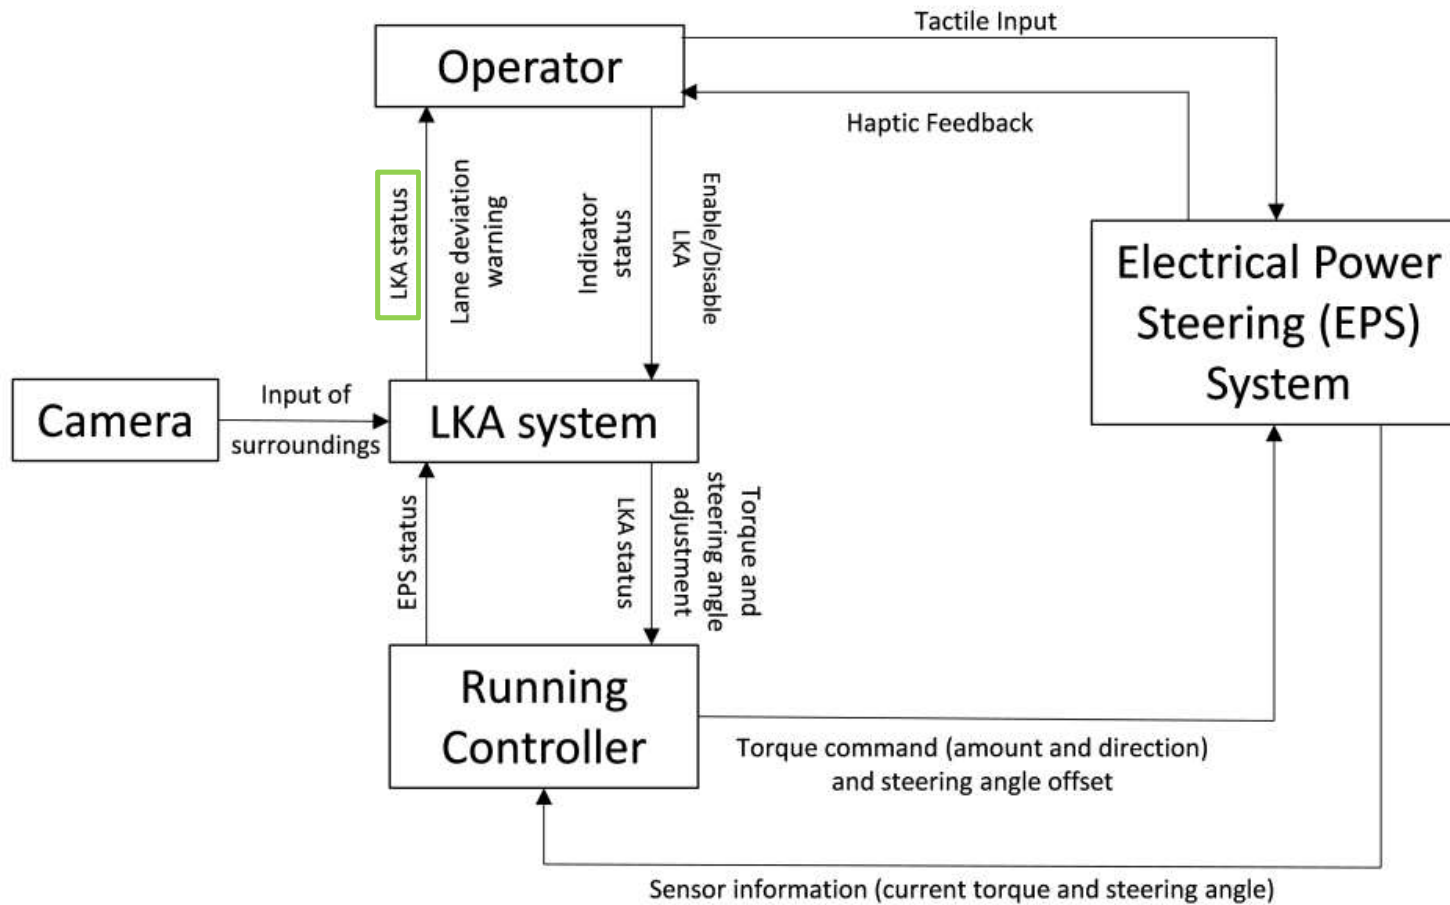 Tactile Input
Operator
Haptic Feedback
LKA status
Lane deviation
warning
Indicator
status
Enable/Disable
LKA
Electrical Power
Steering (EPS)
System
Camera
Input of
surroundings
LKA system
EPS status
LKA status
Torque and
steering angle
adjustment
Running
Controller
Torque command (amount and direction)
and steering angle offset
Sensor information (current torque and steering angle)